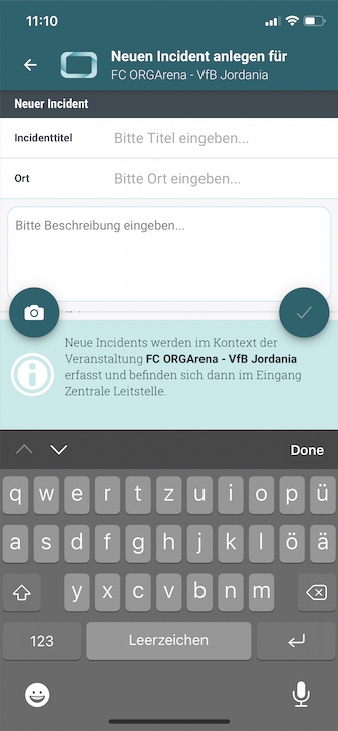 11:10
Neuen Incident anlegen für
FC ORGArena - VfB Jordania
Neuer Incident
Incidenttitel Bitte Titel eingeben...
Ort Bitte Ort eingeben...
Bitte Beschreibung eingeben...
Neue Incidents werden im Kontext der
Veranstaltung FC ORGArena - VfB Jordania
erfasst und befinden sich dann im Eingang
Zentrale Leitstelle.
Done
q w e r t z u i o p ü
a s d f g h j k l ö ä
y x c v b n m
123 Leerzeichen